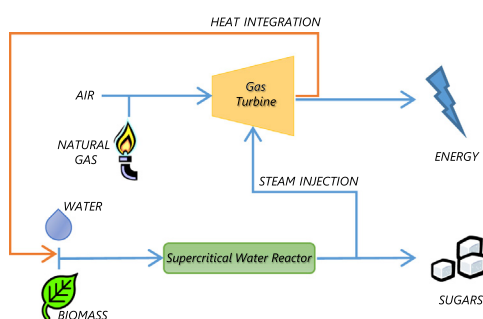 HEAT INTEGRATION
AIR
Gas
Turbine
NATURAL
GAS
ENERGY
STEAM INJECTION
WATER
Supercritical Water Reactor
SUGARS
BIOMASS